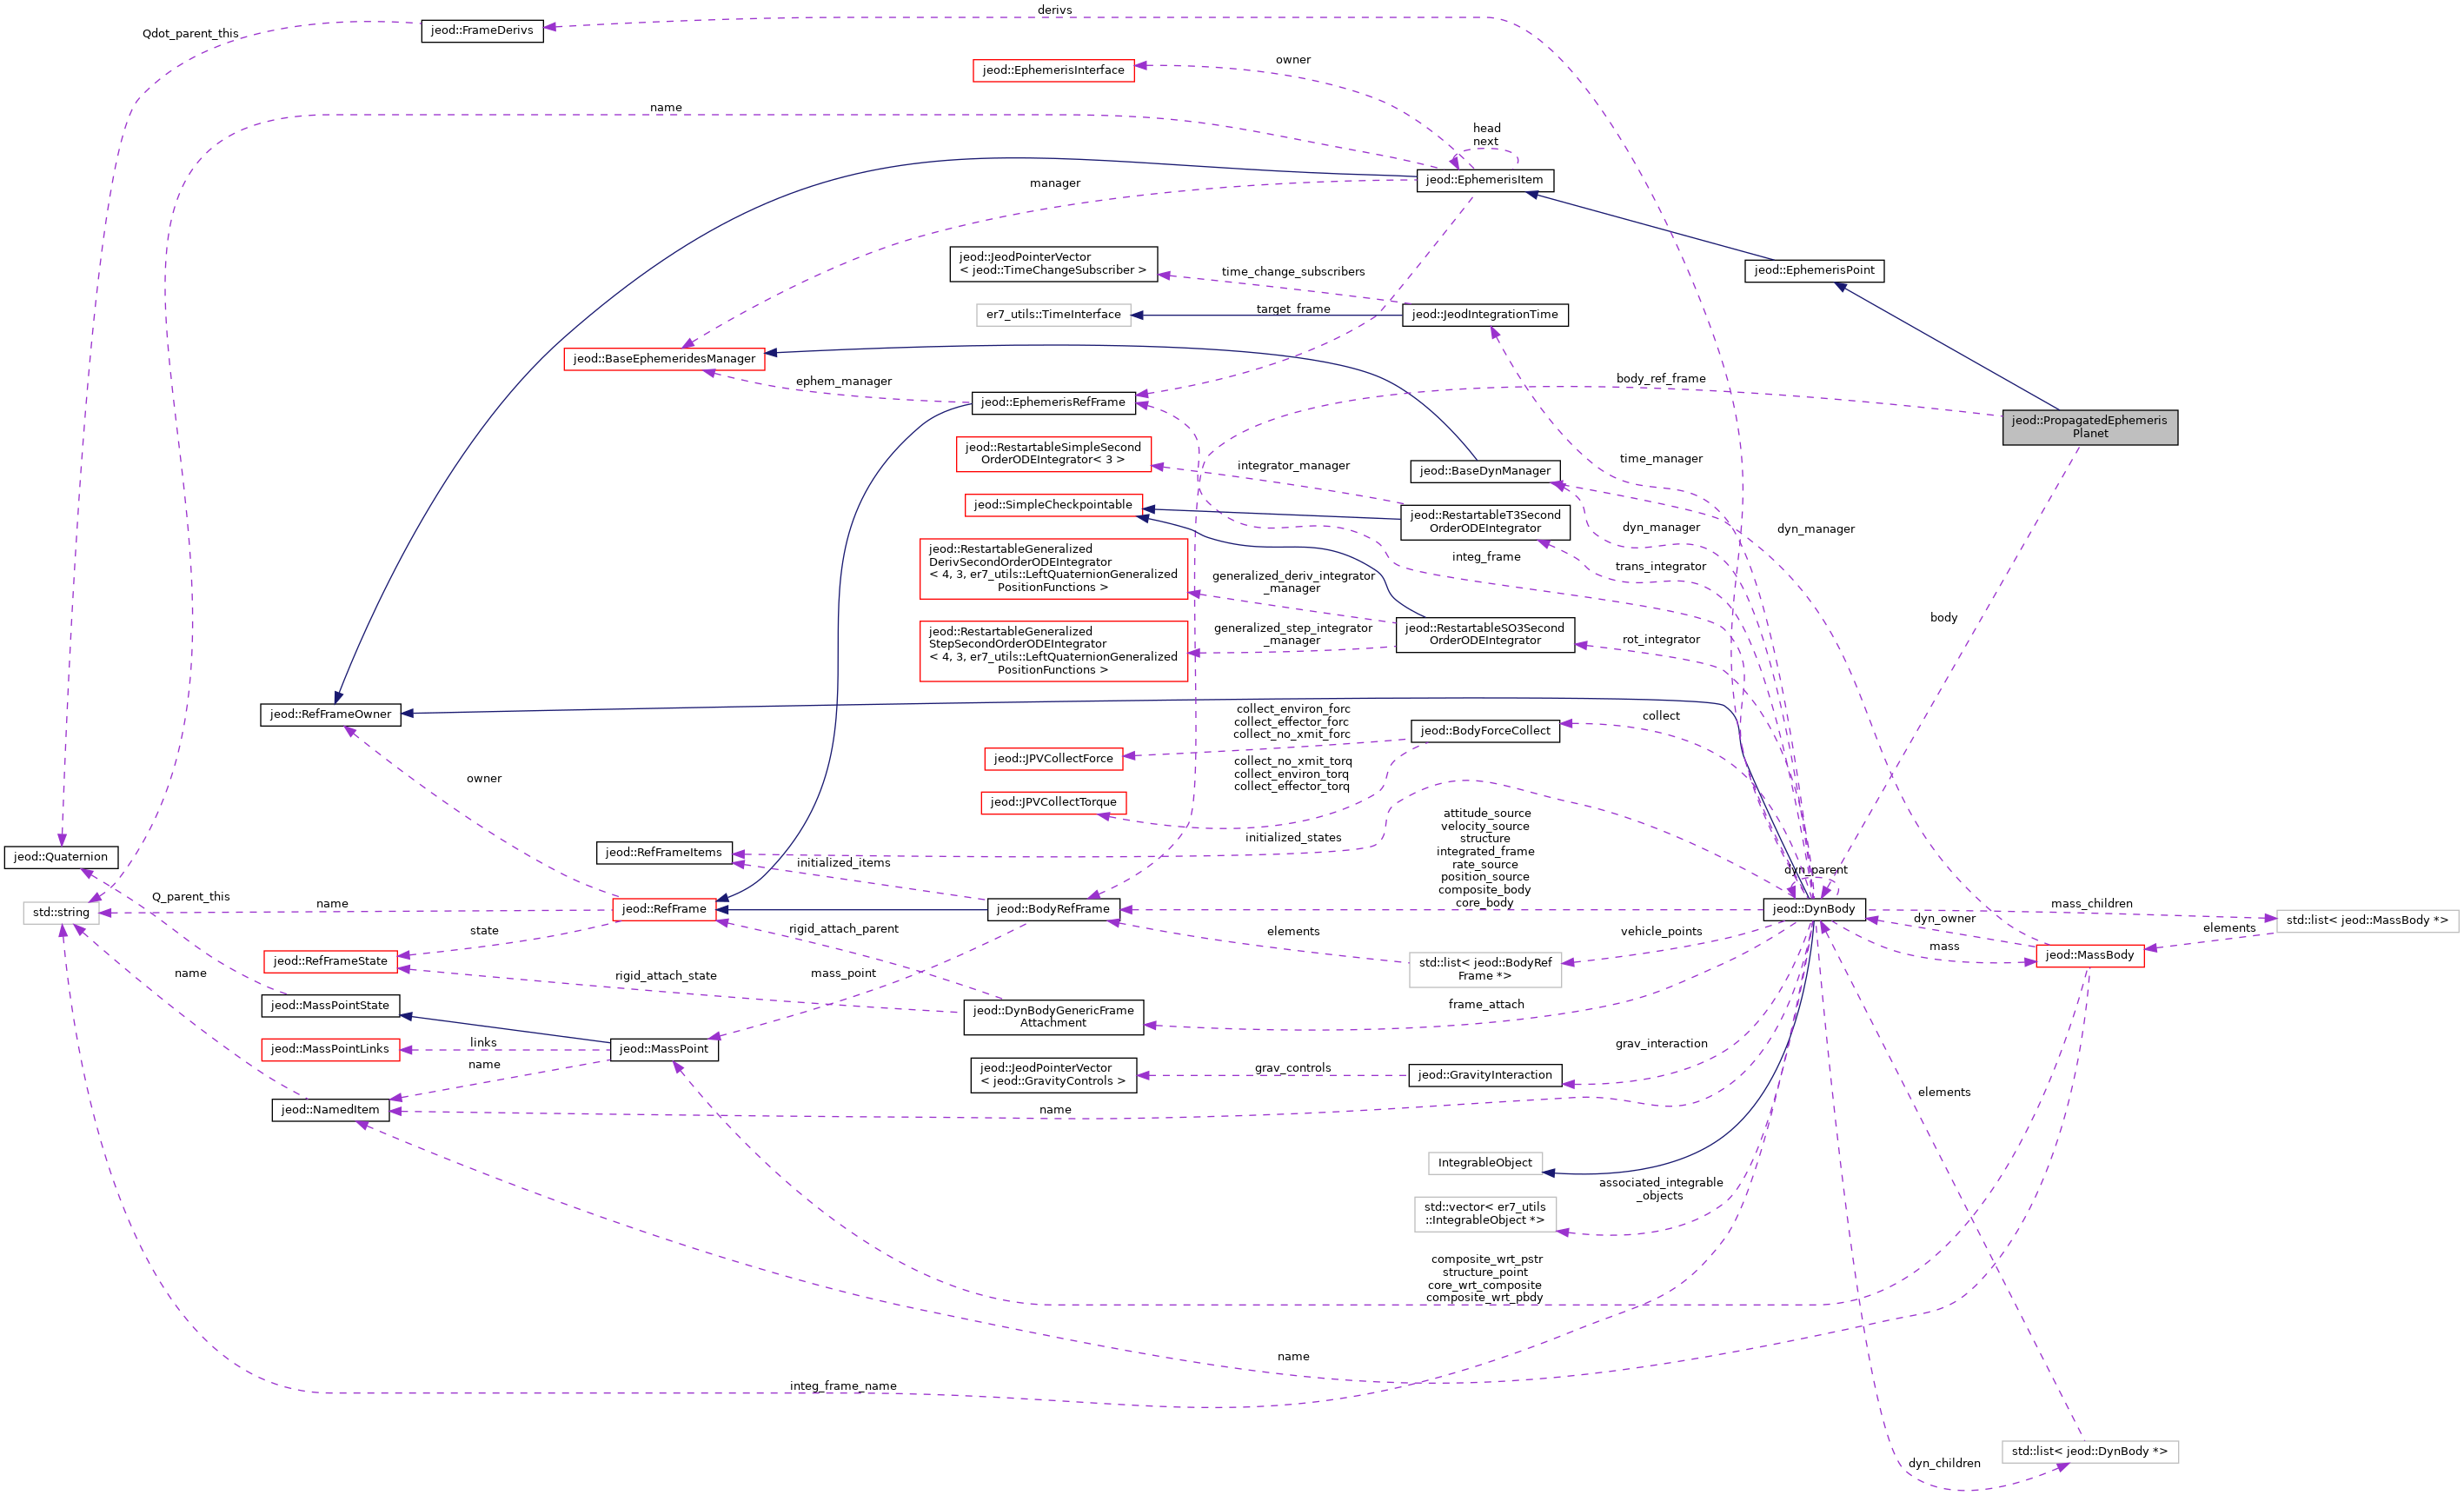 derivs
jeod::FrameDerivs
Qdot_parent_this
owner
jeod::EphemerisInterface
name
head
next
jeod::EphemerisItem
manager
jeod::JeodPointerVector
< jeod::TimeChangeSubscriber >
time_change_subscribers
jeod::EphemerisPoint
er7_utils::TimeInterface
target_frame
jeod::JeodIntegrationTime
jeod::BaseEphemeridesManager
ephem_manager
body_ref_frame
jeod::EphemerisRefFrame
jeod::PropagatedEphemeris
Planet
jeod::RestartableSimpleSecond
OrderODEIntegrator< 3 >
integrator_manager
time_manager
jeod::BaseDynManager
jeod::SimpleCheckpointable
jeod::RestartableT3Second
OrderODEIntegrator
dyn_manager
dyn_manager
jeod::RestartableGeneralized
DerivSecondOrderODEIntegrator
< 4, 3, er7_utils::LeftQuaternionGeneralized
PositionFunctions >
integ_frame
trans_integrator
generalized_deriv_integrator
_manager
body
jeod::RestartableGeneralized
StepSecondOrderODEIntegrator
< 4, 3, er7_utils::LeftQuaternionGeneralized
PositionFunctions >
generalized_step_integrator
_manager
jeod::RestartableSO3Second
OrderODEIntegrator
rot_integrator
jeod::RefFrameOwner
collect_environ_forc
collect_effector_forc
collect_no_xmit_forc
collect
jeod::BodyForceCollect
jeod::JPVCollectForce
collect_no_xmit_torq
collect_environ_torq
collect_effector_torq
owner
jeod::JPVCollectTorque
attitude_source
velocity_source
structure
integrated_frame
rate_source
position_source
composite_body
core_body
initialized_states
jeod::RefFrameItems
initialized_items
jeod::Quaternion
dyn_parent
Q_parent_this
std::string
name
jeod::RefFrame
jeod::BodyRefFrame
jeod::DynBody
mass_children
std::list< jeod::MassBody *>
dyn_owner
elements
state
rigid_attach_parent
elements
vehicle_points
mass
jeod::MassBody
jeod::RefFrameState
name
rigid_attach_state
mass_point
std::list< jeod::BodyRef
Frame *>
jeod::MassPointState
jeod::DynBodyGenericFrame
Attachment
frame_attach
jeod::MassPointLinks
links
jeod::MassPoint
grav_interaction
name
jeod::JeodPointerVector
< jeod::GravityControls >
grav_controls
jeod::GravityInteraction
elements
jeod::NamedItem
name
IntegrableObject
associated_integrable
_objects
std::vector< er7_utils
::IntegrableObject *>
composite_wrt_pstr
structure_point
core_wrt_composite
composite_wrt_pbdy
name
integ_frame_name
std::list< jeod::DynBody *>
dyn_children